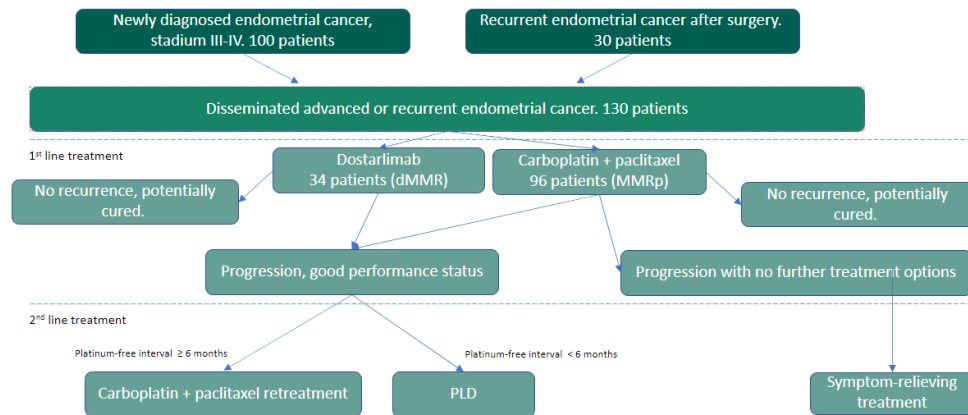 Newly diagnosed endometrial cancer,
stadium III-IV. 100 patients
Recurrent endometrial cancer after surgery.
30 patients
Disseminated advanced or recurrent endometrial cancer. 130 patients
1st line treatment
Dostarlimab
34 patients (dMMR)
Carboplatin + paclitaxel
96 patients (MMRp)
No recurrence, potentially
cured.
No recurrence, potentially
cured.
Progression, good performance status
Progression with no further treatment options
2nd line treatment
Platinum-free interval ≥ 6 months
Platinum-free interval < 6 months
Carboplatin + paclitaxel retreatment
PLD
Symptom-relieving
treatment